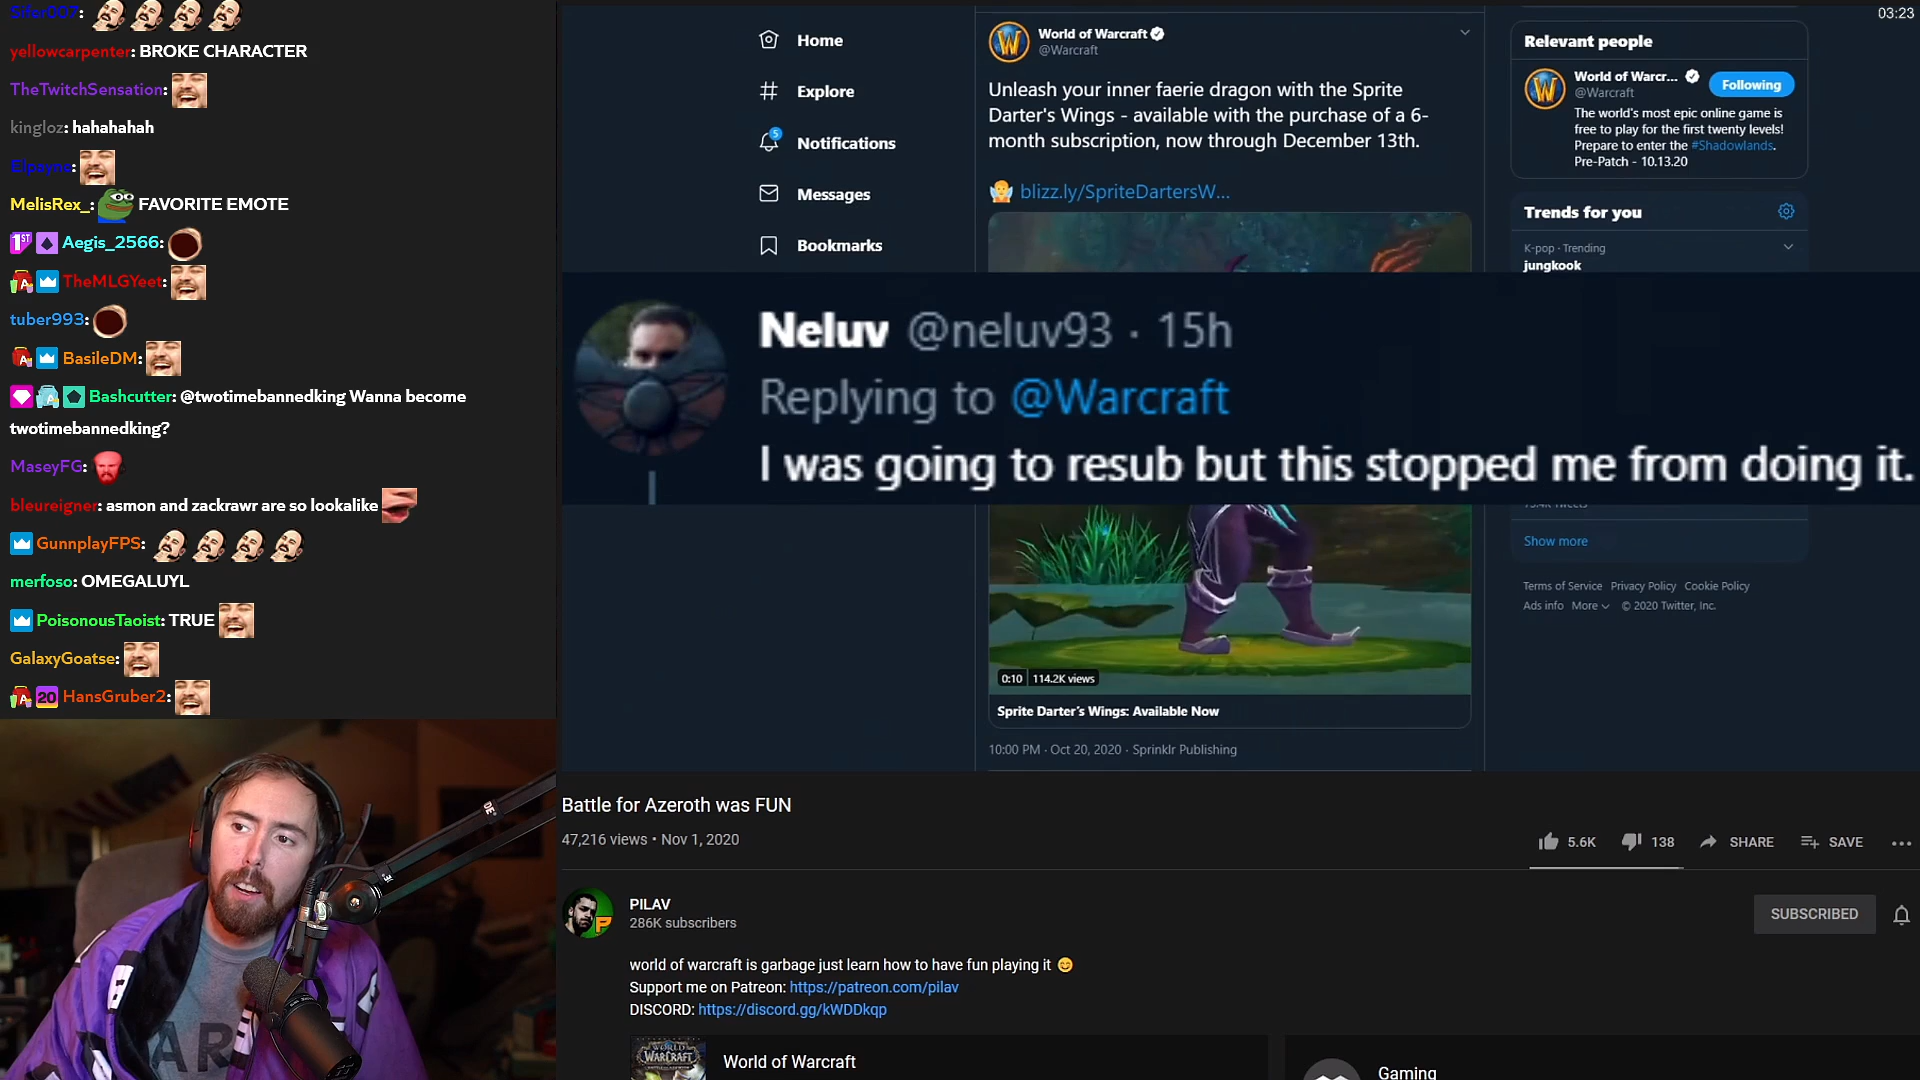 Sifer007:
yellowcarpenter: BROKE CHARACTER
TheTwitchSensation:
kingloz: hahahahah
Elpayne:
MelisRex_: FAVORITE EMOTE
1ST Aegis_2566:
TheMLGYeet:
tuber993:
BasileDM:
Bashcutter: @twotimebannedking Wanna become
twotimebannedking?
MaseyFG:
bleureigner: asmon and zackrawr are so lookalike
GunnplayFPS:
merfoso: OMEGALUYL
PoisonousTaoist: TRUE
GalaxyGoatse:
20 HansGruber2:
03:23
Home
Explore
5
Notifications
Messages
Bookmarks
World of Warcraft
@Warcraft
Unleash your inner faerie dragon with the Sprite
Darter's Wings - available with the purchase of a 6-
month subscription, now through December 13th.
blizz.ly/SpriteDartersW...
Relevant people
World of Warcr...
@Warcraft
Following
The world's most epic online game is
free to play for the first twenty levels!
Prepare to enter the #Shadowlands.
Pre-Patch - 10.13.20
Trends for you
K-pop · Trending
jungkook
Neluv @neluv93 · 15h
Replying to @Warcraft
I was going to resub but this stopped me from doing it.
Show more
Terms of Service Privacy Policy Cookie Policy
Ads info More © 2020 Twitter, Inc.
0:10 114.2K views
Sprite Darter's Wings: Available Now
10:00 PM · Oct 20, 2020 · Sprinklr Publishing
Battle for Azeroth was FUN
47,216 views • Nov 1, 2020
5.6K 138 SHARE SAVE
PILAV
286K subscribers
SUBSCRIBED
world of warcraft is garbage just learn how to have fun playing it
Support me on Patreon: https://patreon.com/pilav
DISCORD: https://discord.gg/kWDDkqp
World of Warcraft
Gaming